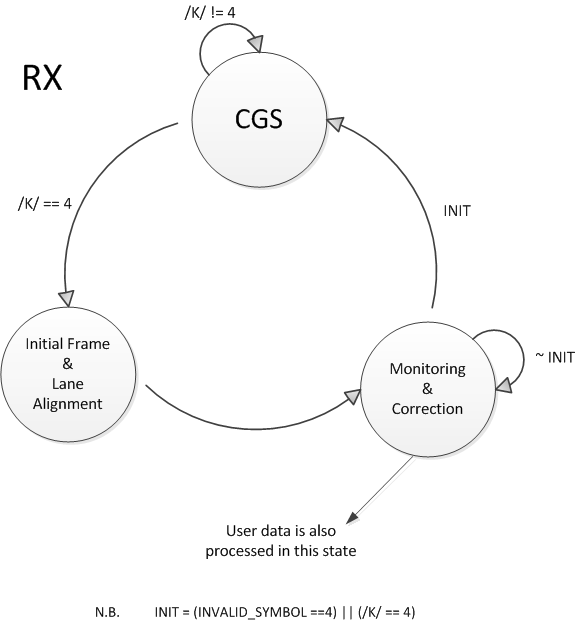 /K/ != 4
RX
CGS
/K/ == 4
INIT
Initial Frame
&
Lane
Alignment
Monitoring
&
Correction
~ INIT
User data is also
processed in this state
N.B. INIT = (INVALID_SYMBOL ==4) || (/K/ == 4)